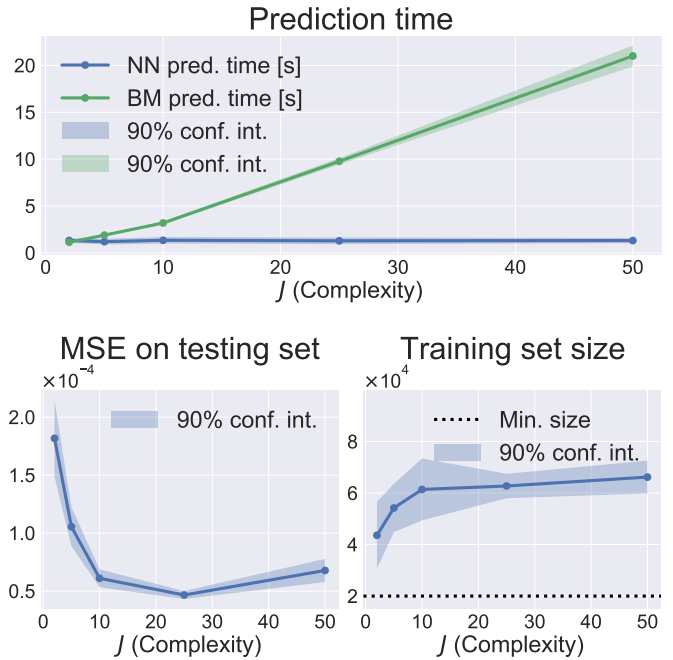 Prediction time
20
15
10
5
0
NN pred. time [s]
BM pred. time [s]
90% conf. int.
90% conf. int.
0 10 20 30 40 50
J (Complexity)
MSE on testing set
×10⁻⁴
2.0
1.5
1.0
0.5
90% conf. int.
0 10 20 30 40 50
J (Complexity)
Training set size
×10⁴
8
6
4
2
Min. size
90% conf. int.
0 10 20 30 40 50
J (Complexity)